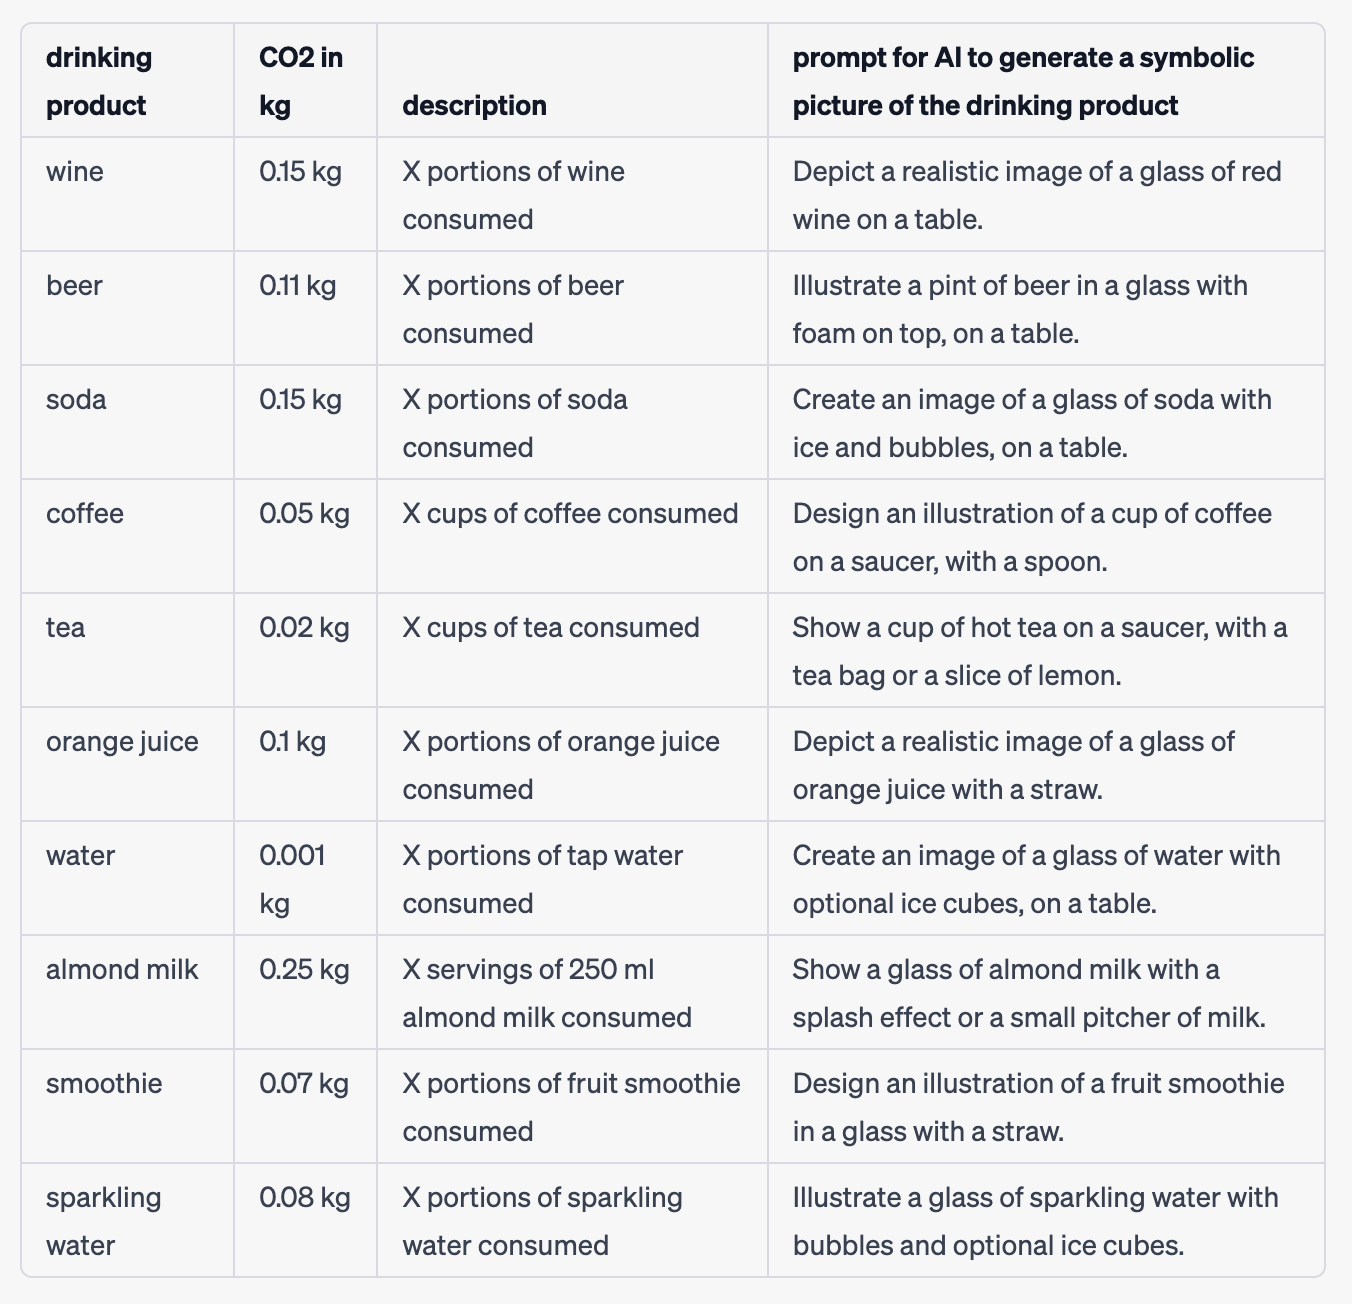 drinking product | CO2 in kg | description | prompt for AI to generate a symbolic picture of the drinking product
wine | 0.15 kg | X portions of wine consumed | Depict a realistic image of a glass of red wine on a table.
beer | 0.11 kg | X portions of beer consumed | Illustrate a pint of beer in a glass with foam on top, on a table.
soda | 0.15 kg | X portions of soda consumed | Create an image of a glass of soda with ice and bubbles, on a table.
coffee | 0.05 kg | X cups of coffee consumed | Design an illustration of a cup of coffee on a saucer, with a spoon.
tea | 0.02 kg | X cups of tea consumed | Show a cup of hot tea on a saucer, with a tea bag or a slice of lemon.
orange juice | 0.1 kg | X portions of orange juice consumed | Depict a realistic image of a glass of orange juice with a straw.
water | 0.001 kg | X portions of tap water consumed | Create an image of a glass of water with optional ice cubes, on a table.
almond milk | 0.25 kg | X servings of 250 ml almond milk consumed | Show a glass of almond milk with a splash effect or a small pitcher of milk.
smoothie | 0.07 kg | X portions of fruit smoothie consumed | Design an illustration of a fruit smoothie in a glass with a straw.
sparkling water | 0.08 kg | X portions of sparkling water consumed | Illustrate a glass of sparkling water with bubbles and optional ice cubes.